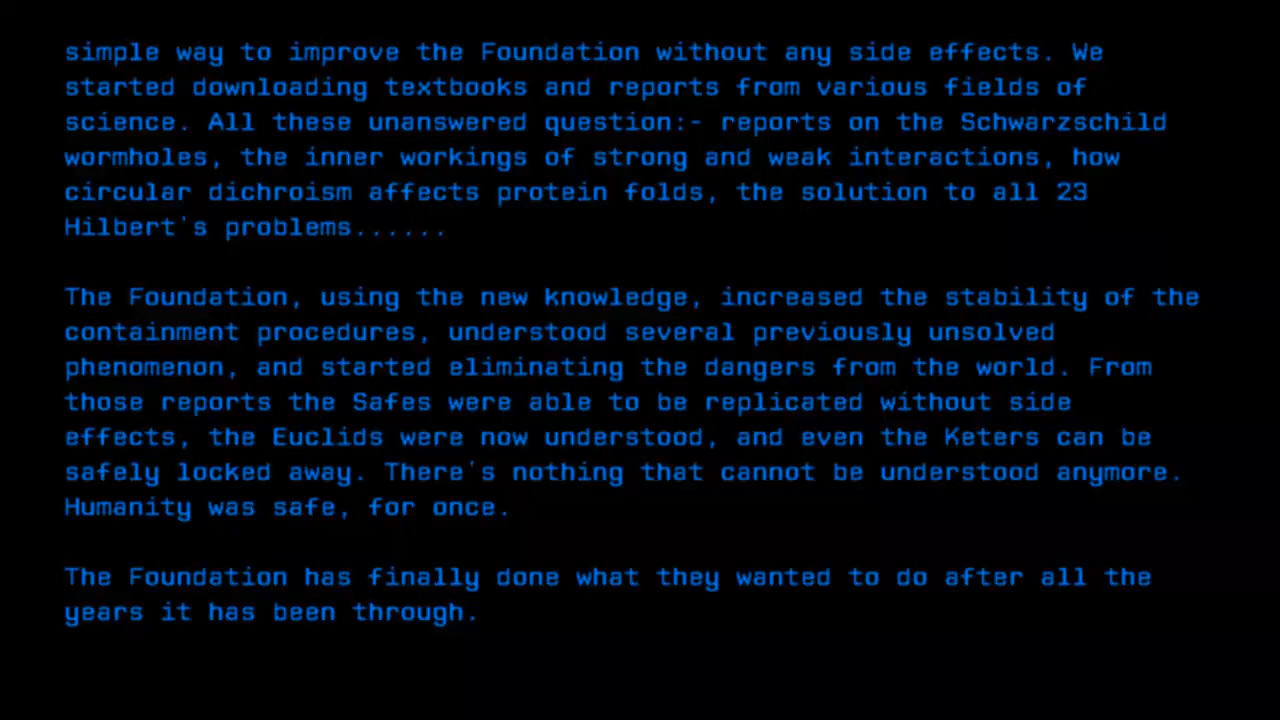 simple way to improve the Foundation without any side effects. We
started downloading textbooks and reports from various fields of
science. All these unanswered question:- reports on the Schwarzschild
wormholes, the inner workings of strong and weak interactions, how
circular dichroism affects protein folds, the solution to all 23
Hilbert's problems......
The Foundation, using the new knowledge, increased the stability of the
containment procedures, understood several previously unsolved
phenomenon, and started eliminating the dangers from the world. From
those reports the Safes were able to be replicated without side
effects, the Euclids were now understood, and even the Keters can be
safely locked away. There's nothing that cannot be understood anymore.
Humanity was safe, for once.
The Foundation has finally done what they wanted to do after all the
years it has been through.